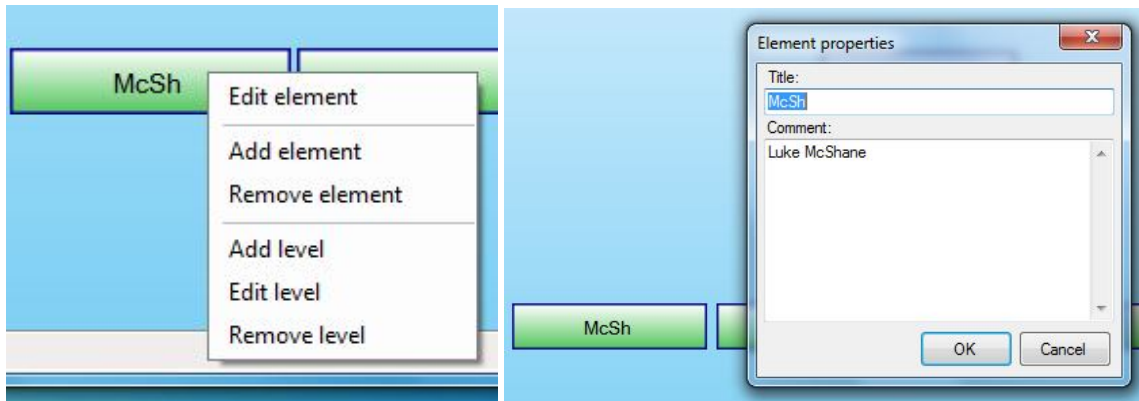 McSh
Edit element
Add element
Remove element
Add level
Edit level
Remove level
Element properties
Title:
McSh
Comment:
Luke McShane
McSh
OK Cancel